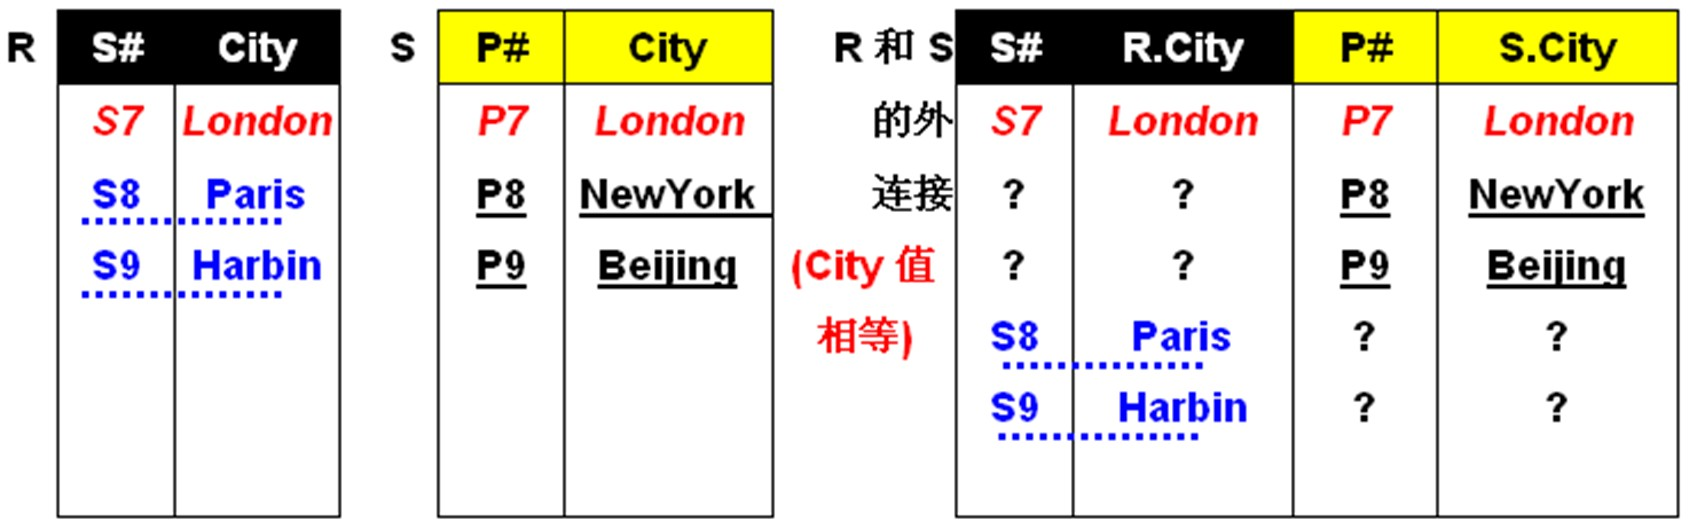 R S# City S P# City R 和 S S# R.City P# S.City
S7 London P7 London 的外 S7 London P7 London
S8 Paris P8 NewYork 连接 ? ? P8 NewYork
S9 Harbin P9 Beijing (City 值 ? ? P9 Beijing
相等) S8 Paris ? ?
S9 Harbin ? ?